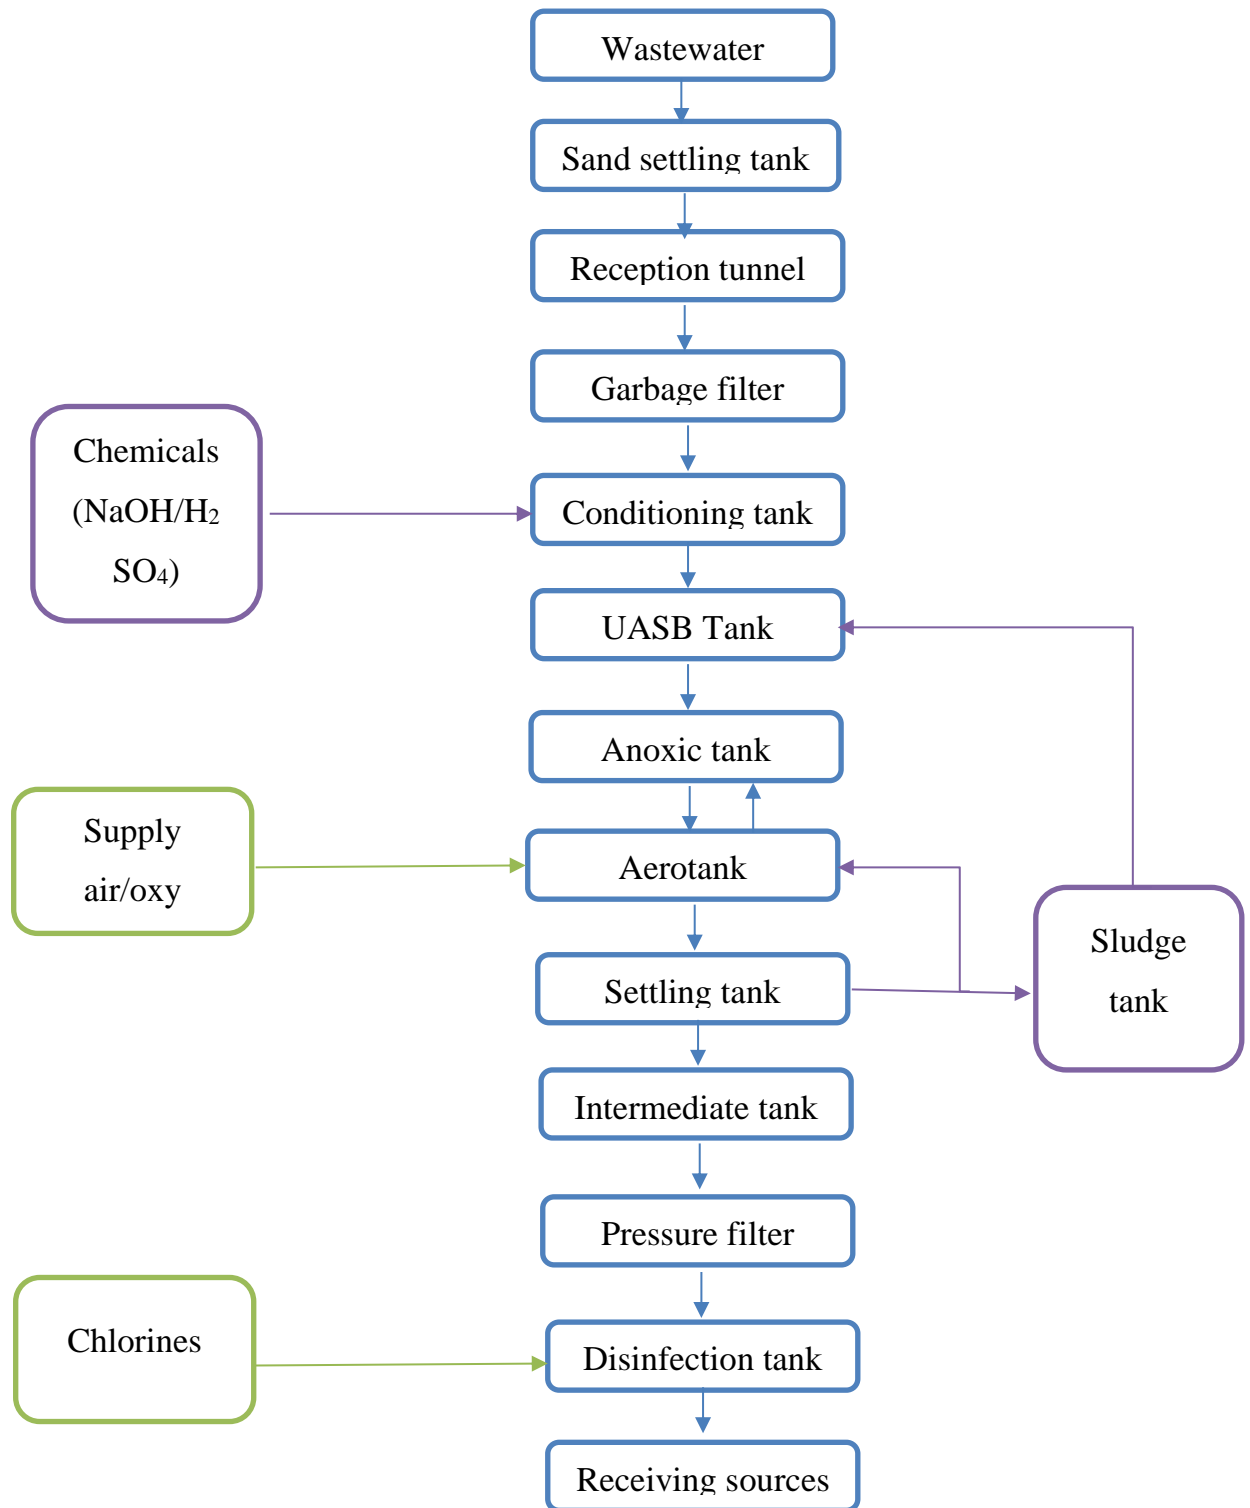 Wastewater
Sand settling tank
Reception tunnel
Garbage filter
Chemicals
(NaOH/H₂
SO₄)
Conditioning tank
UASB Tank
Anoxic tank
Supply
air/oxy
Aerotank
Sludge
tank
Settling tank
Intermediate tank
Pressure filter
Chlorines
Disinfection tank
Receiving sources